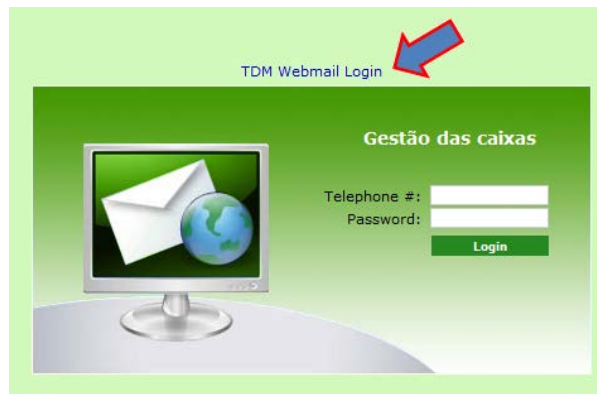 TDM Webmail Login
Gestão das caixas
Telephone #:
Password:
Login